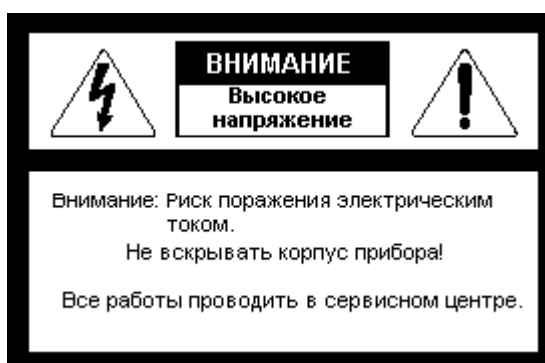 ВНИМАНИЕ
Высокое
напряжение
Внимание: Риск поражения электрическим
током.
Не вскрывать корпус прибора!
Все работы проводить в сервисном центре.